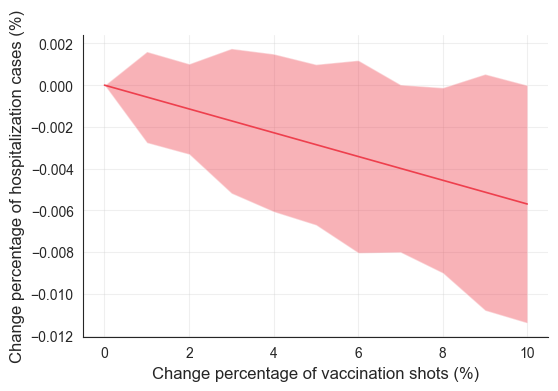 Change percentage of hospitalization cases (%)
0.002
0.000
−0.002
−0.004
−0.006
−0.008
−0.010
−0.012
0 2 4 6 8 10
Change percentage of vaccination shots (%)